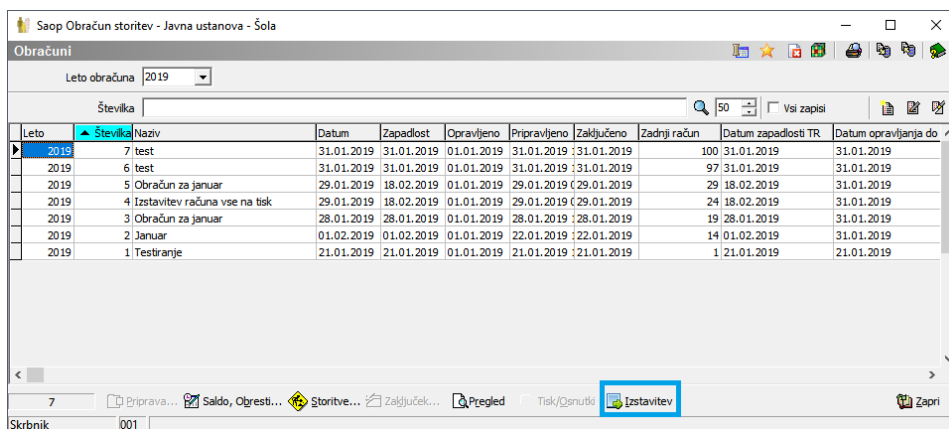 Saop Obračun storitev - Javna ustanova - Šola
Obračuni
Leto obračuna 2019
Številka 50 Vsi zapisi
Leto Številka Naziv Datum Zapadlost Opravljeno Pripravljeno Zaključeno Zadnji račun Datum zapadlosti TR Datum opravljanja do
2019 7 test 31.01.2019 31.01.2019 01.01.2019 31.01.2019 31.01.2019 100 31.01.2019 31.01.2019
2019 6 test 31.01.2019 31.01.2019 01.01.2019 31.01.2019 31.01.2019 97 31.01.2019 31.01.2019
2019 5 Obračun za januar 29.01.2019 18.02.2019 01.01.2019 29.01.2019 29.01.2019 29 18.02.2019 31.01.2019
2019 4 Izstavitev računa vse na tisk 29.01.2019 18.02.2019 01.01.2019 29.01.2019 29.01.2019 24 18.02.2019 31.01.2019
2019 3 Obračun za januar 28.01.2019 28.01.2019 01.01.2019 28.01.2019 28.01.2019 19 28.01.2019 31.01.2019
2019 2 Januar 01.02.2019 01.02.2019 01.01.2019 22.01.2019 22.01.2019 14 01.02.2019 31.01.2019
2019 1 Testiranje 21.01.2019 21.01.2019 01.01.2019 21.01.2019 21.01.2019 1 21.01.2019 21.01.2019
7 Priprava... Saldo, Obresti... Storitve... Zaključek... Pregled Tisk/Osnutki Izstavitev Zapri
Skrbnik 001